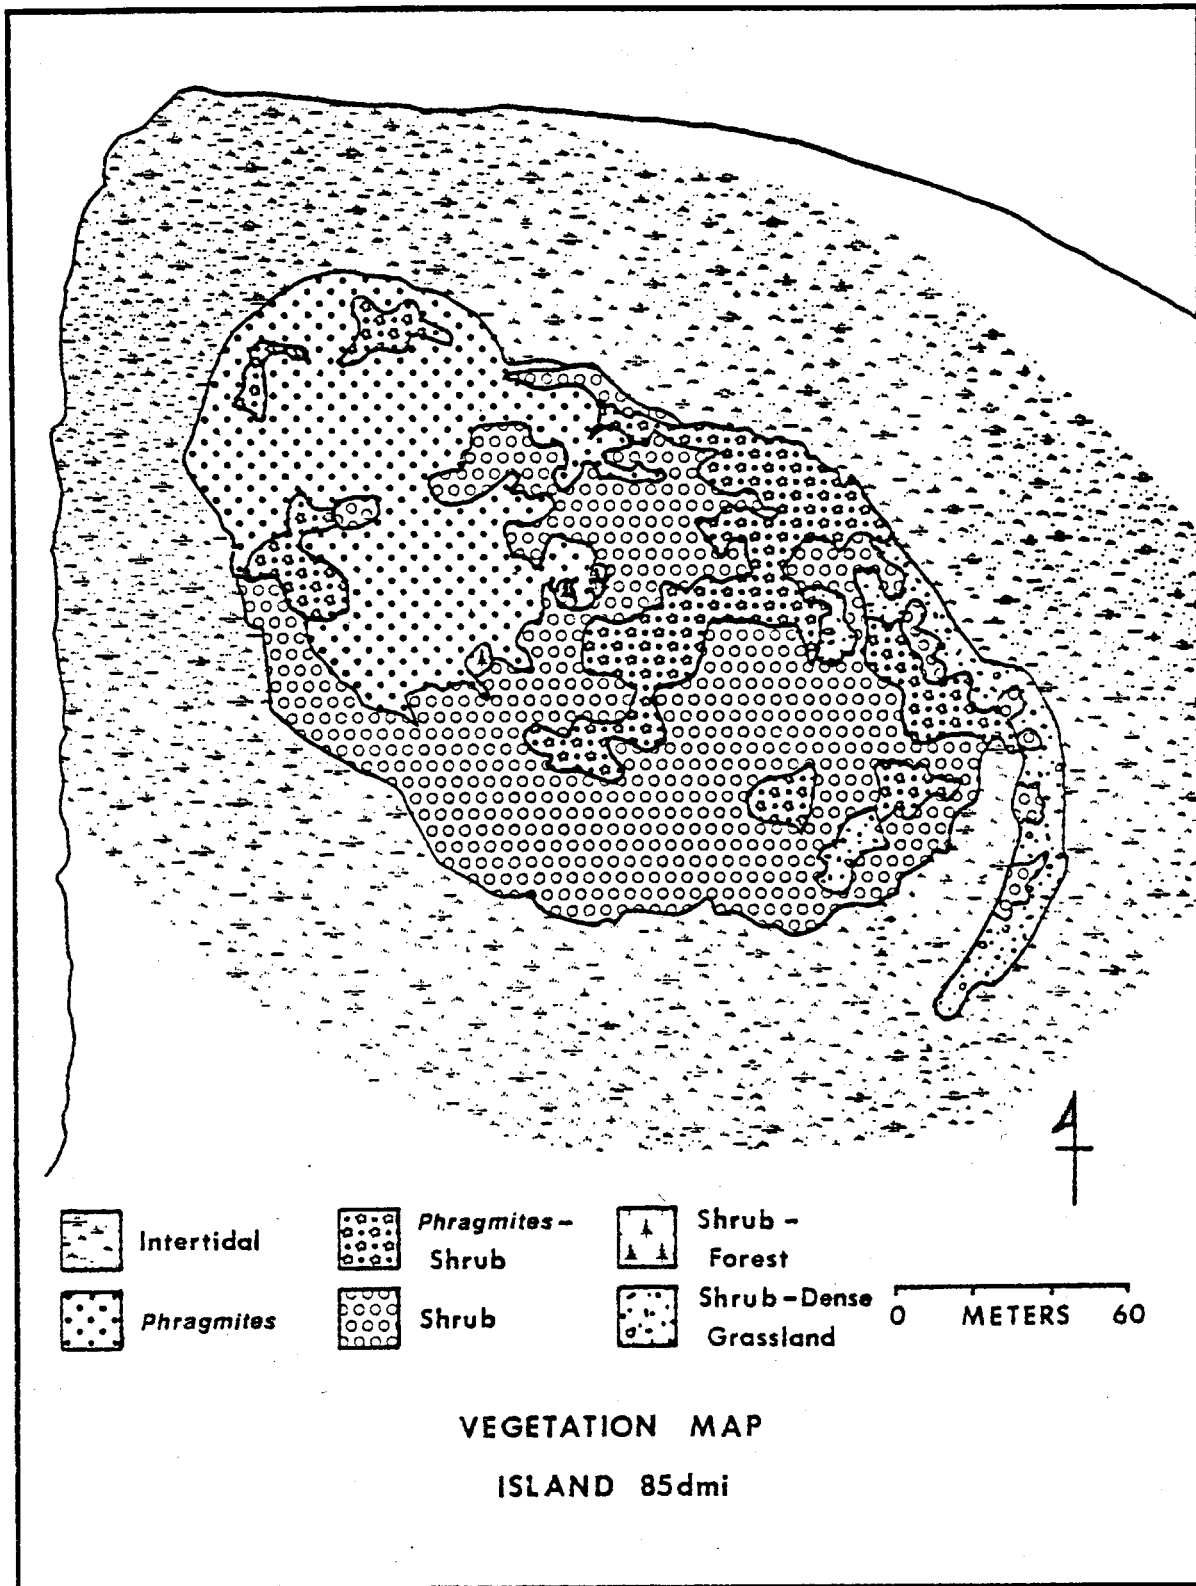 Intertidal
Phragmites
Phragmites-
Shrub
Shrub
Shrub -
Forest
Shrub-Dense
Grassland
0 METERS 60
VEGETATION MAP
ISLAND 85dmi